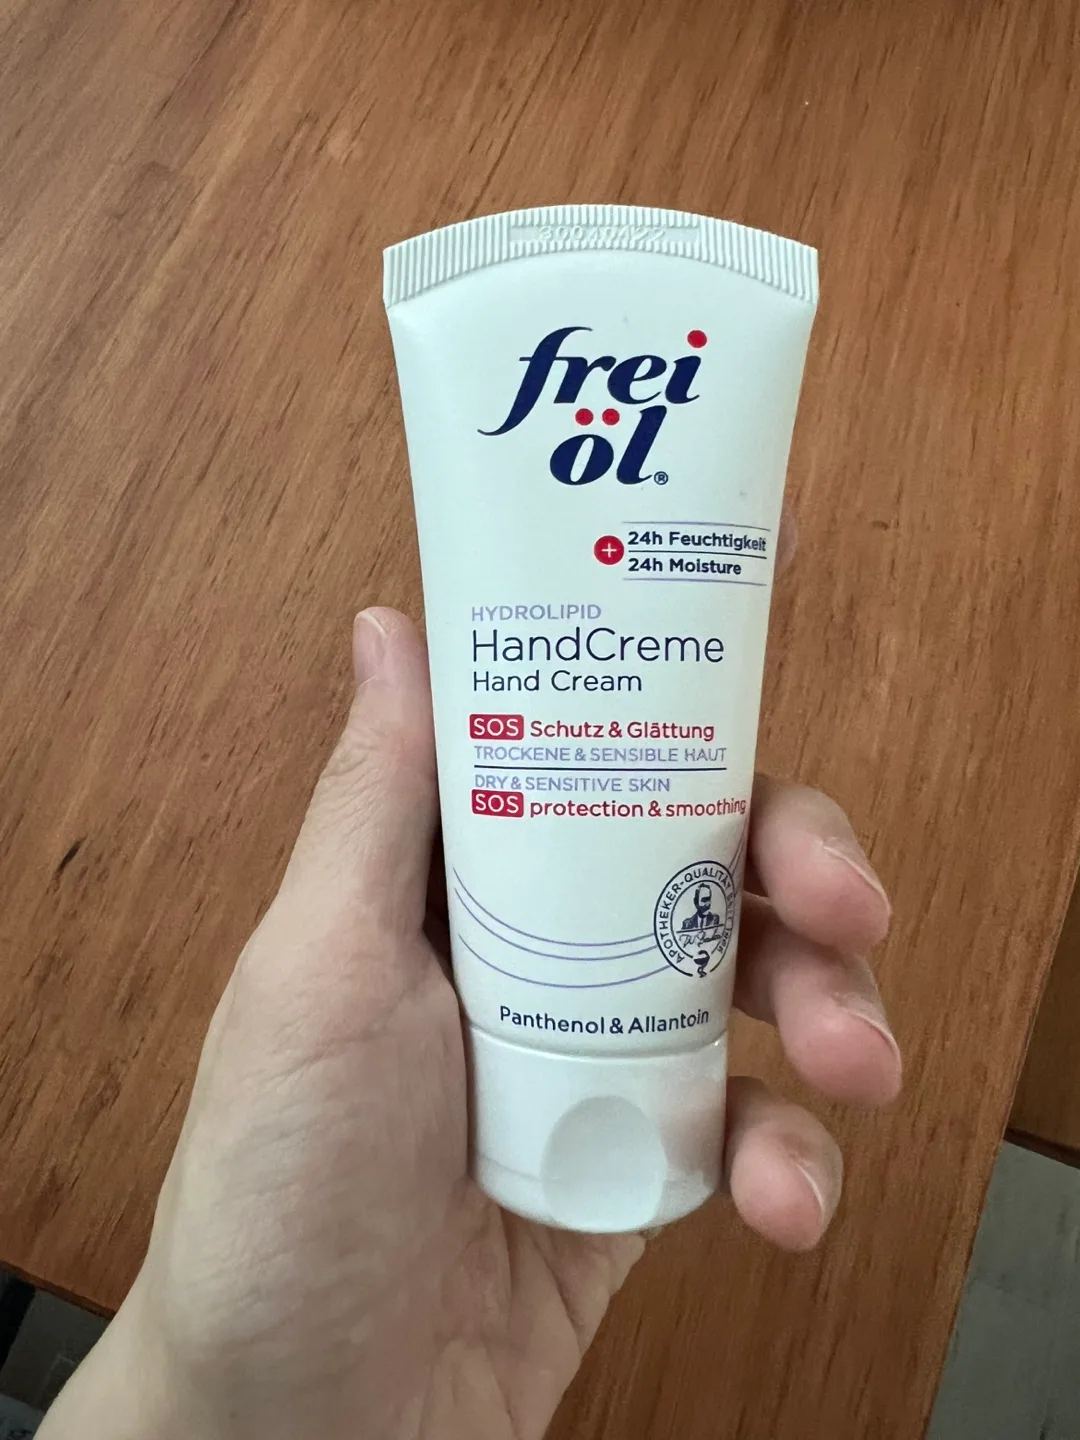 30040422
frei
öl®
24h Feuchtigkeit
24h Moisture
HYDROLIPID
HandCreme
Hand Cream
SOS Schutz & Glättung
TROCKENE & SENSIBLE HAUT
DRY & SENSITIVE SKIN
SOS protection & smoothing
APOTHEKER-QUALITÄT
Panthenol & Allantoin